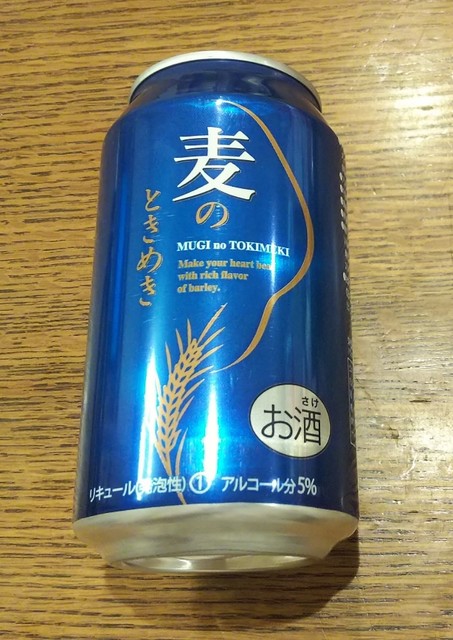 麦の
ときめき
MUGI no TOKIMEKI
Make your heart beat
with rich flavor
of barley.
さけ
お酒
リキュール(発泡性)① アルコール分5%